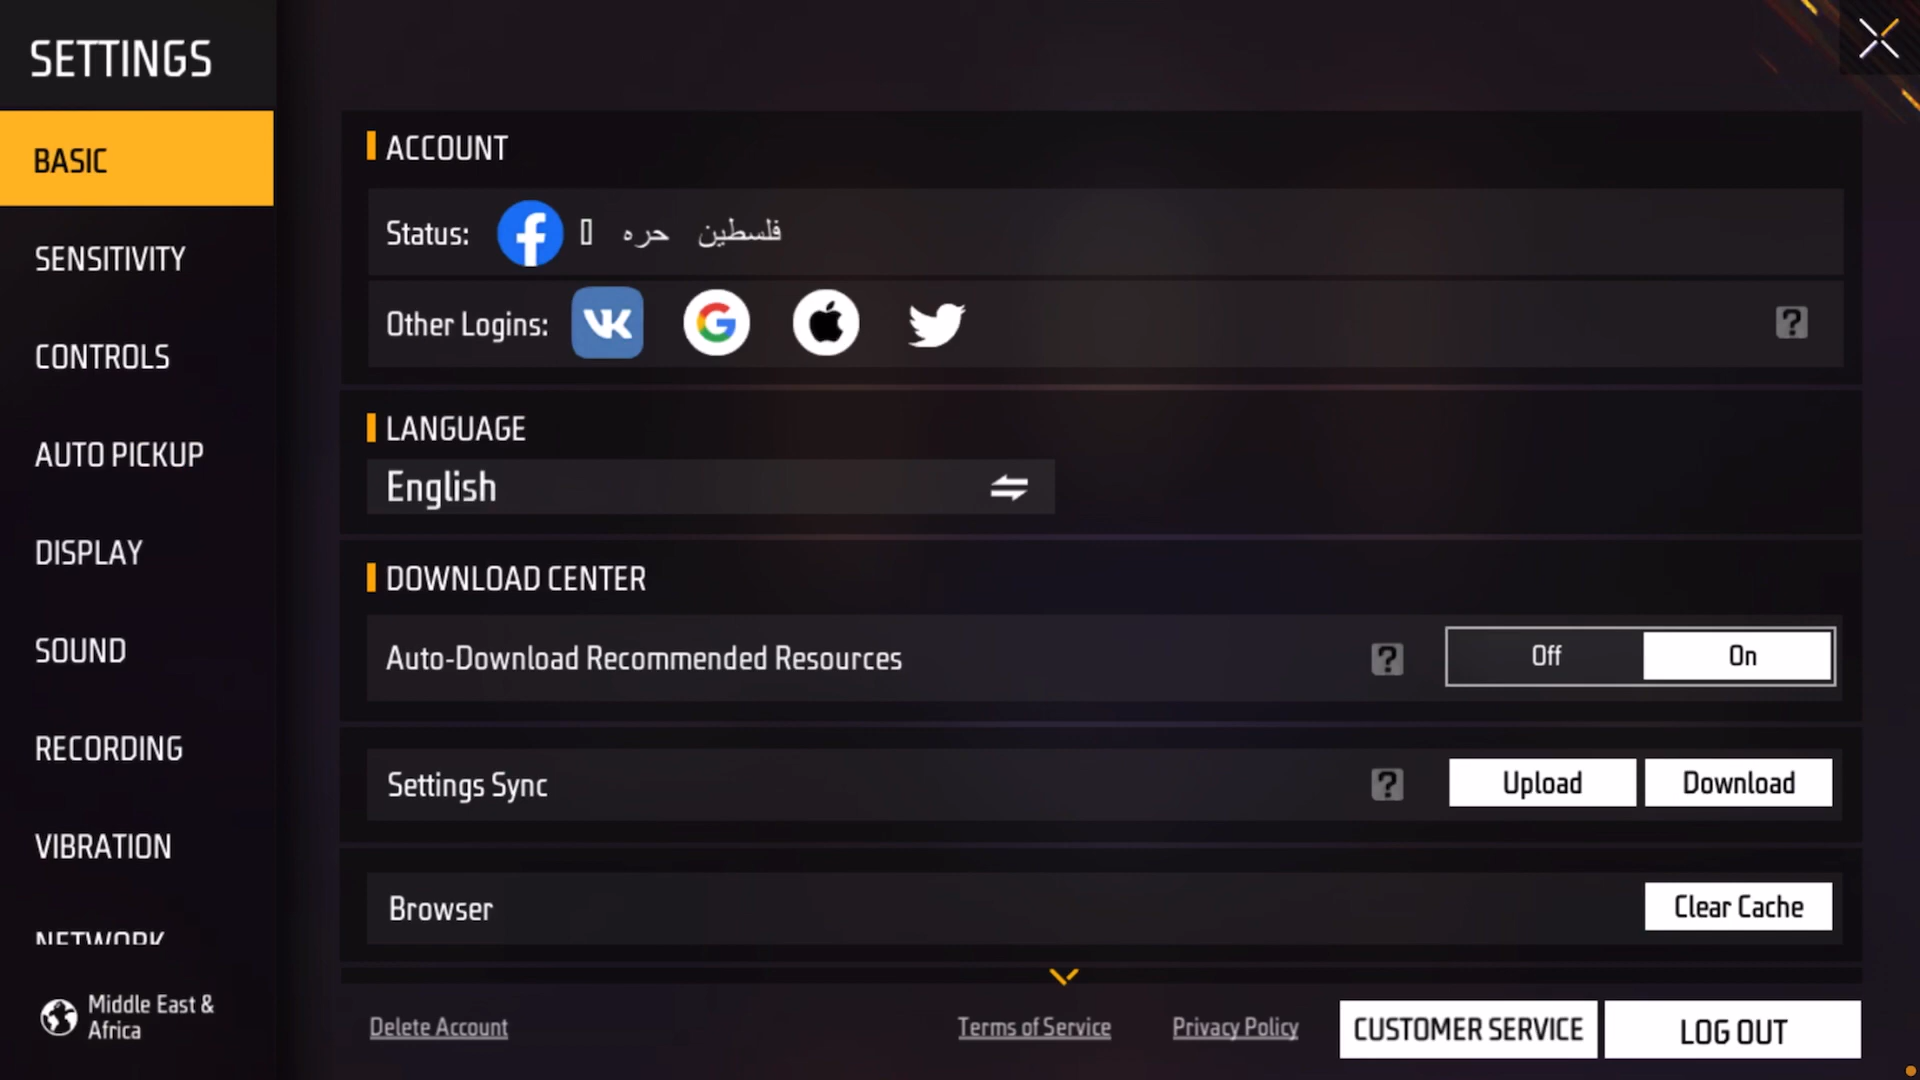 SETTINGS
BASIC
SENSITIVITY
CONTROLS
AUTO PICKUP
DISPLAY
SOUND
RECORDING
VIBRATION
NETWORK
Middle East &
Africa
ACCOUNT
Status: فلسطين حره
Other Logins:
?
LANGUAGE
English
DOWNLOAD CENTER
Auto-Download Recommended Resources ? Off On
Settings Sync ? Upload Download
Browser Clear Cache
Delete Account Terms of Service Privacy Policy CUSTOMER SERVICE LOG OUT